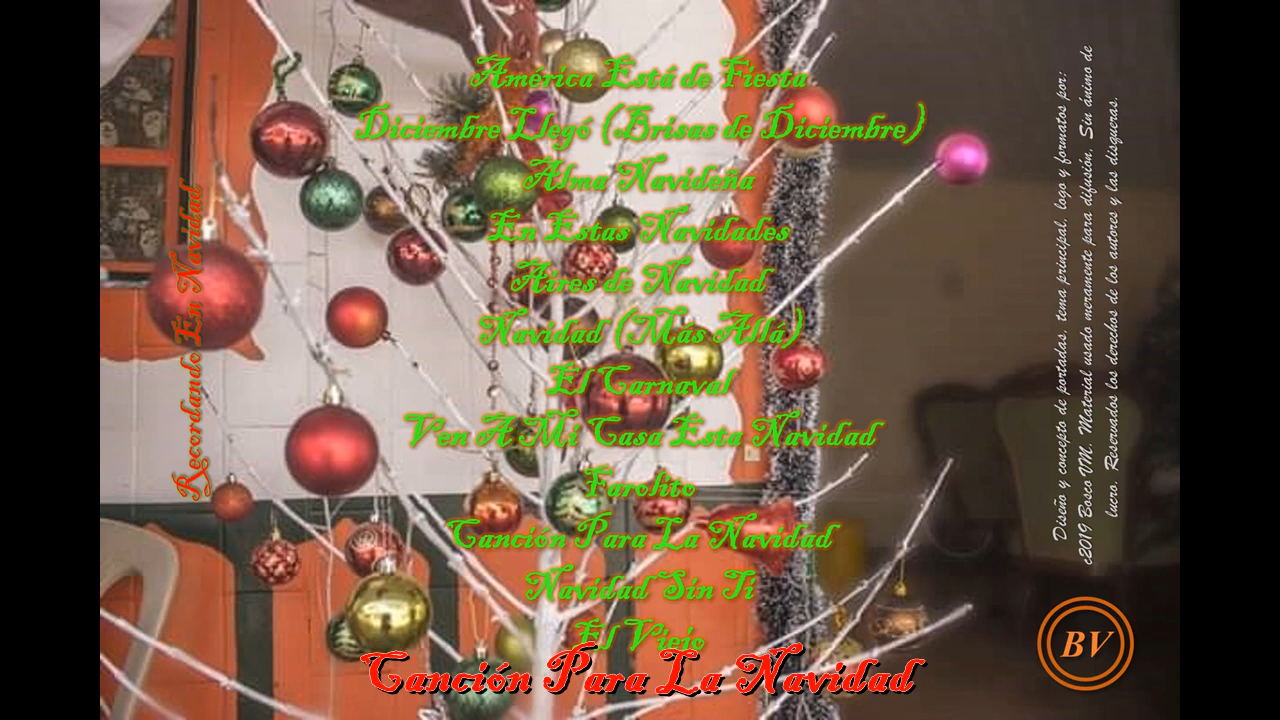 América Está de Fiesta
Diciembre Llegó (Brisas de Diciembre)
Alma Navideña
En Estas Navidades
Aires de Navidad
Navidad (Más Allá)
El Carnaval
Ven A Mi Casa Esta Navidad
Farolito
Canción Para La Navidad
Navidad Sin Ti
El Viejo
Canción Para La Navidad
Recordando En Navidad
Diseño y concepto de portadas, tema principal, logo y formatos por:
c2019 Bosco VM. Material usado meramente para difusión, Sin ánimo de
lucro. Reservados los derechos de los autores y las disqueras.
BV